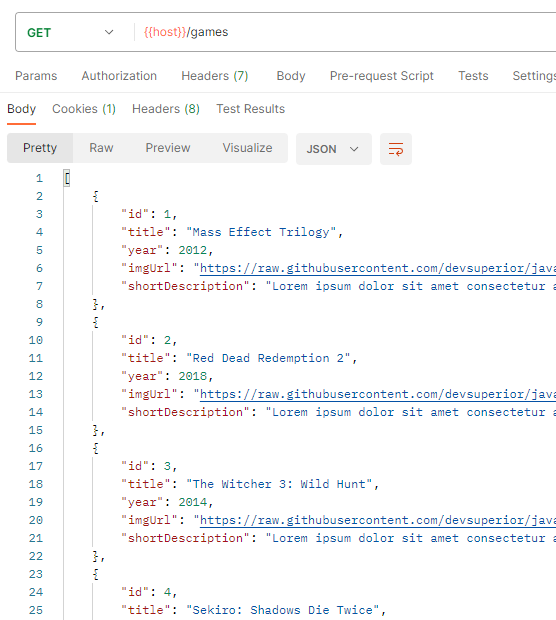 GET {{host}}/games
Params Authorization Headers (7) Body Pre-request Script Tests Settings
Body Cookies (1) Headers (8) Test Results
Pretty Raw Preview Visualize JSON
1 [
2 {
3 "id": 1,
4 "title": "Mass Effect Trilogy",
5 "year": 2012,
6 "imgUrl": "https://raw.githubusercontent.com/devsuperior/java
7 "shortDescription": "Lorem ipsum dolor sit amet consectetur a
8 },
9 {
10 "id": 2,
11 "title": "Red Dead Redemption 2",
12 "year": 2018,
13 "imgUrl": "https://raw.githubusercontent.com/devsuperior/java
14 "shortDescription": "Lorem ipsum dolor sit amet consectetur a
15 },
16 {
17 "id": 3,
18 "title": "The Witcher 3: Wild Hunt",
19 "year": 2014,
20 "imgUrl": "https://raw.githubusercontent.com/devsuperior/java
21 "shortDescription": "Lorem ipsum dolor sit amet consectetur a
22 },
23 {
24 "id": 4,
25 "title": "Sekiro: Shadows Die Twice",